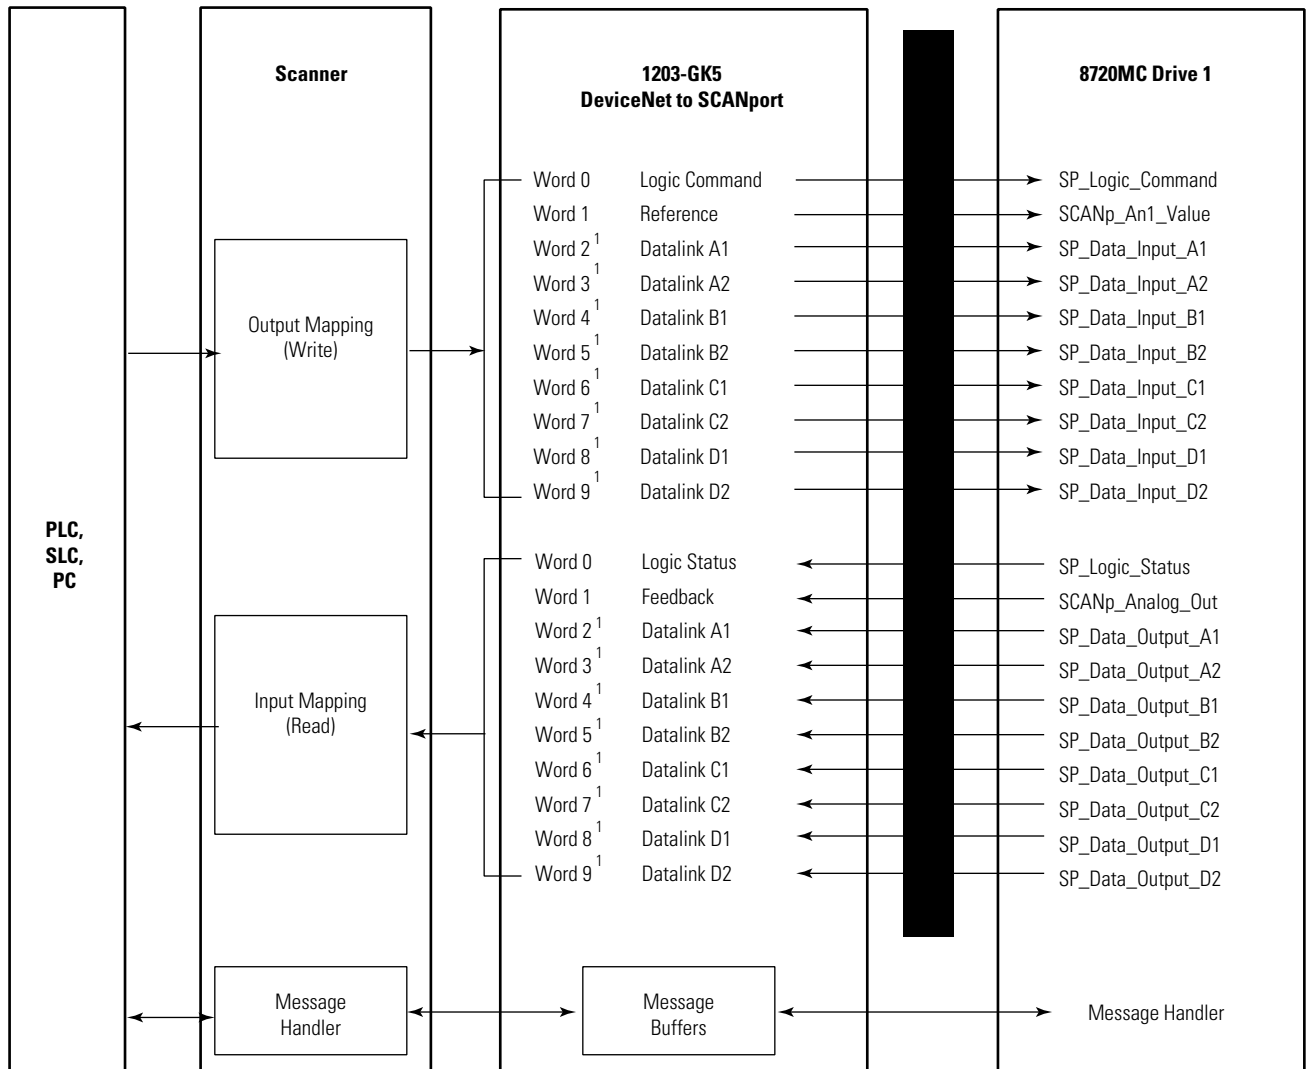 Scanner
1203-GK5
DeviceNet to SCANport
8720MC Drive 1
Word 0 Logic Command SP_Logic_Command
Word 1 Reference SCANp_An1_Value
Word 2 1 Datalink A1 SP_Data_Input_A1
Word 3 1 Datalink A2 SP_Data_Input_A2
Word 4 1 Datalink B1 SP_Data_Input_B1
Word 5 1 Datalink B2 SP_Data_Input_B2
Word 6 1 Datalink C1 SP_Data_Input_C1
Word 7 1 Datalink C2 SP_Data_Input_C2
Word 8 1 Datalink D1 SP_Data_Input_D1
Word 9 1 Datalink D2 SP_Data_Input_D2
Output Mapping
(Write)
PLC,
SLC,
PC
Word 0 Logic Status SP_Logic_Status
Word 1 Feedback SCANp_Analog_Out
Word 2 1 Datalink A1 SP_Data_Output_A1
Word 3 1 Datalink A2 SP_Data_Output_A2
Word 4 1 Datalink B1 SP_Data_Output_B1
Word 5 1 Datalink B2 SP_Data_Output_B2
Word 6 1 Datalink C1 SP_Data_Output_C1
Word 7 1 Datalink C2 SP_Data_Output_C2
Word 8 1 Datalink D1 SP_Data_Output_D1
Word 9 1 Datalink D2 SP_Data_Output_D2
Input Mapping
(Read)
Message
Handler
Message
Buffers
Message Handler